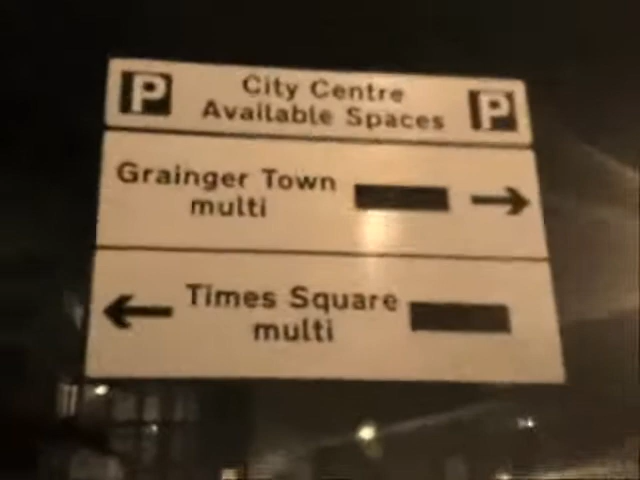 P City Centre P
Available Spaces
Grainger Town
multi
Times Square
multi